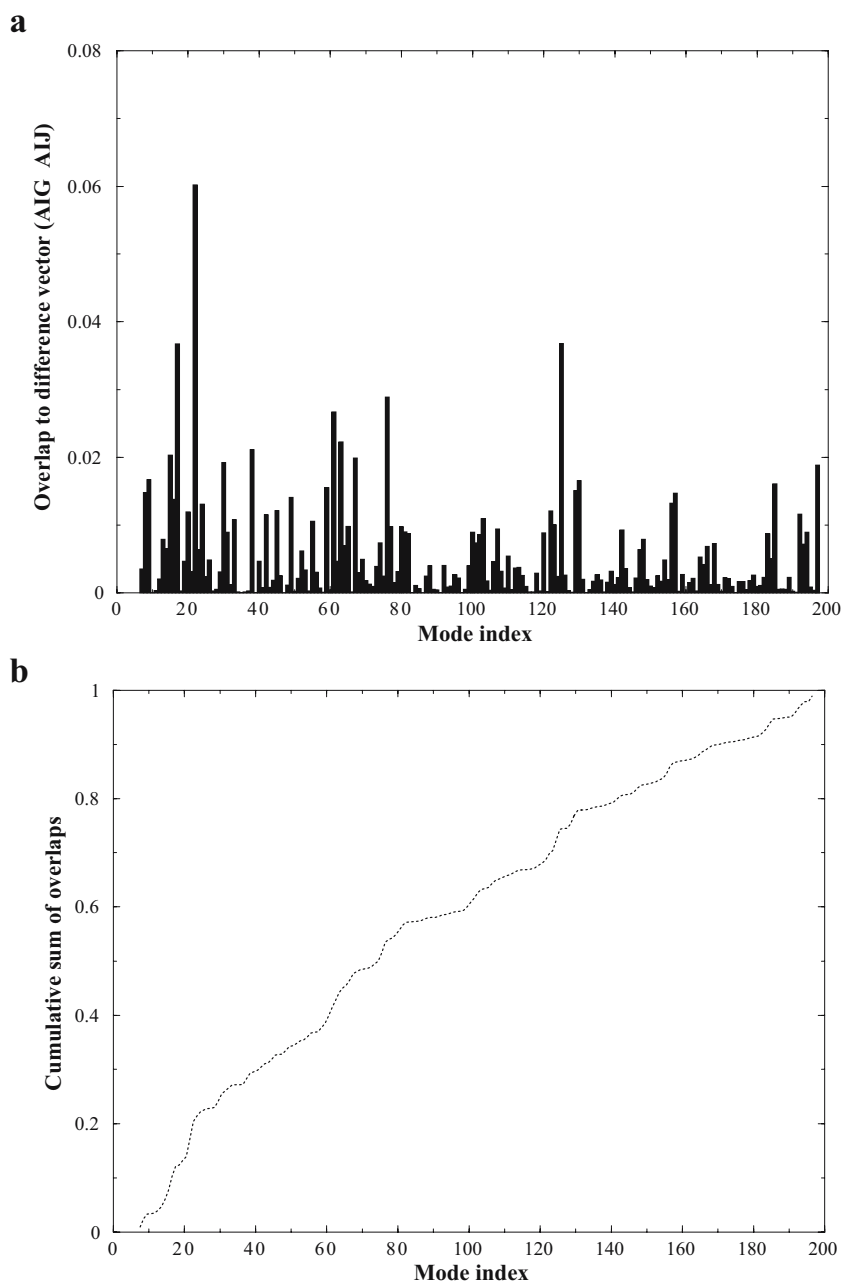 a
0.08
0.06
0.04
0.02
0
Overlap to difference vector (AIG AIJ)
0 20 40 60 80 100 120 140 160 180 200
Mode index
b
1
0.8
0.6
0.4
0.2
0
Cumulative sum of overlaps
0 20 40 60 80 100 120 140 160 180 200
Mode index